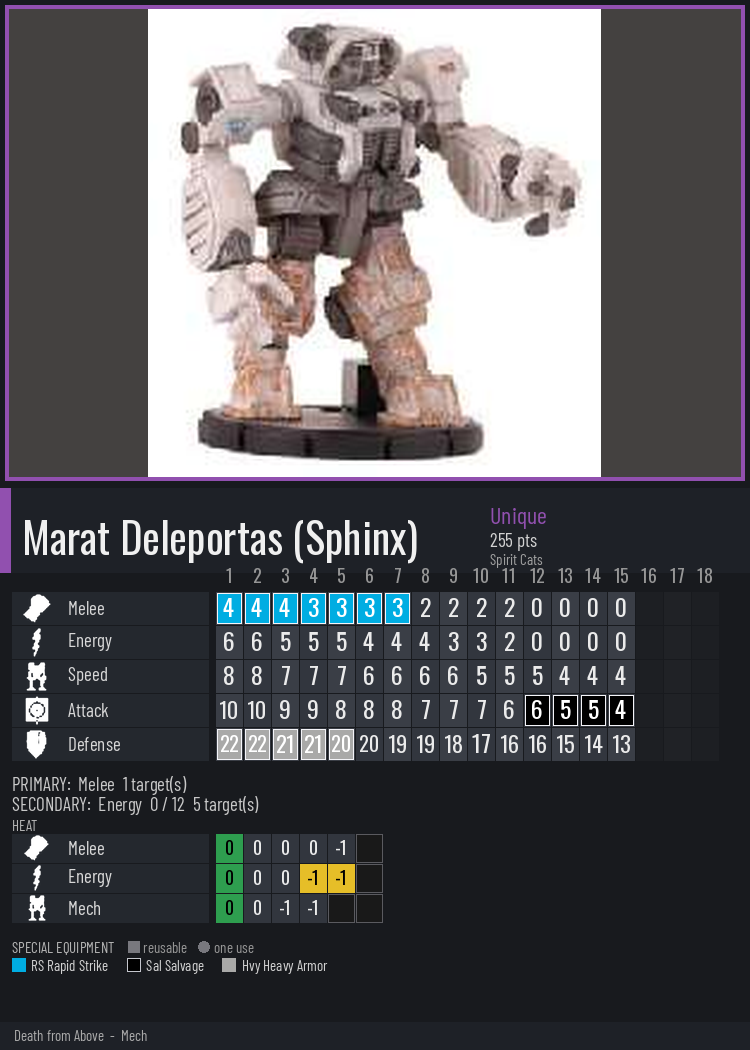 Marat Deleportas (Sphinx)
Unique
255 pts
Spirit Cats
1 2 3 4 5 6 7 8 9 10 11 12 13 14 15 16 17 18
Melee 4 4 4 3 3 3 3 2 2 2 2 0 0 0 0
Energy 6 6 5 5 5 4 4 4 3 3 2 0 0 0 0
Speed 8 8 7 7 7 6 6 6 6 5 5 5 4 4 4
Attack 10 10 9 9 8 8 8 7 7 7 6 6 5 5 4
Defense 22 22 21 21 20 20 19 19 18 17 16 16 15 14 13
PRIMARY: Melee 1 target(s)
SECONDARY: Energy 0 / 12 5 target(s)
HEAT
Melee 0 0 0 0 -1
Energy 0 0 0 -1 -1
Mech 0 0 -1 -1
SPECIAL EQUIPMENT reusable one use
RS Rapid Strike Sal Salvage Hvy Heavy Armor
Death from Above - Mech